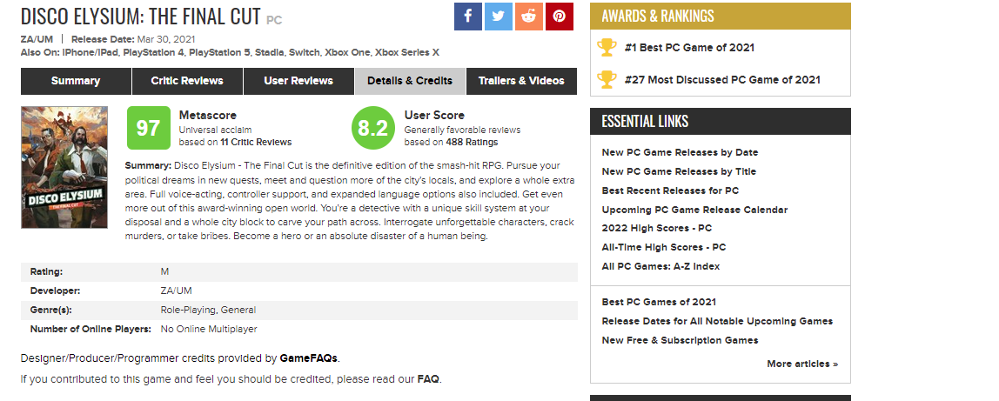 DISCO ELYSIUM: THE FINAL CUT PC
ZA/UM | Release Date: Mar 30, 2021
Also On: iPhone/iPad, PlayStation 4, PlayStation 5, Stadia, Switch, Xbox One, Xbox Series X
Summary
Critic Reviews
User Reviews
Details & Credits
Trailers & Videos
DISCO ELYSIUM
THE FINAL CUT
97
Metascore
Universal acclaim
based on 11 Critic Reviews
8.2
User Score
Generally favorable reviews
based on 488 Ratings
Summary: Disco Elysium - The Final Cut is the definitive edition of the smash-hit RPG. Pursue your
political dreams in new quests, meet and question more of the city's locals, and explore a whole extra
area. Full voice-acting, controller support, and expanded language options also included. Get even
more out of this award-winning open world. You're a detective with a unique skill system at your
disposal and a whole city block to carve your path across. Interrogate unforgettable characters, crack
murders, or take bribes. Become a hero or an absolute disaster of a human being.
Rating: M
Developer: ZA/UM
Genre(s): Role-Playing, General
Number of Online Players: No Online Multiplayer
Designer/Producer/Programmer credits provided by GameFAQs.
If you contributed to this game and feel you should be credited, please read our FAQ.
AWARDS & RANKINGS
#1 Best PC Game of 2021
#27 Most Discussed PC Game of 2021
ESSENTIAL LINKS
New PC Game Releases by Date
New PC Game Releases by Title
Best Recent Releases for PC
Upcoming PC Game Release Calendar
2022 High Scores - PC
All-Time High Scores - PC
All PC Games: A-Z Index
Best PC Games of 2021
Release Dates for All Notable Upcoming Games
New Free & Subscription Games
More articles »